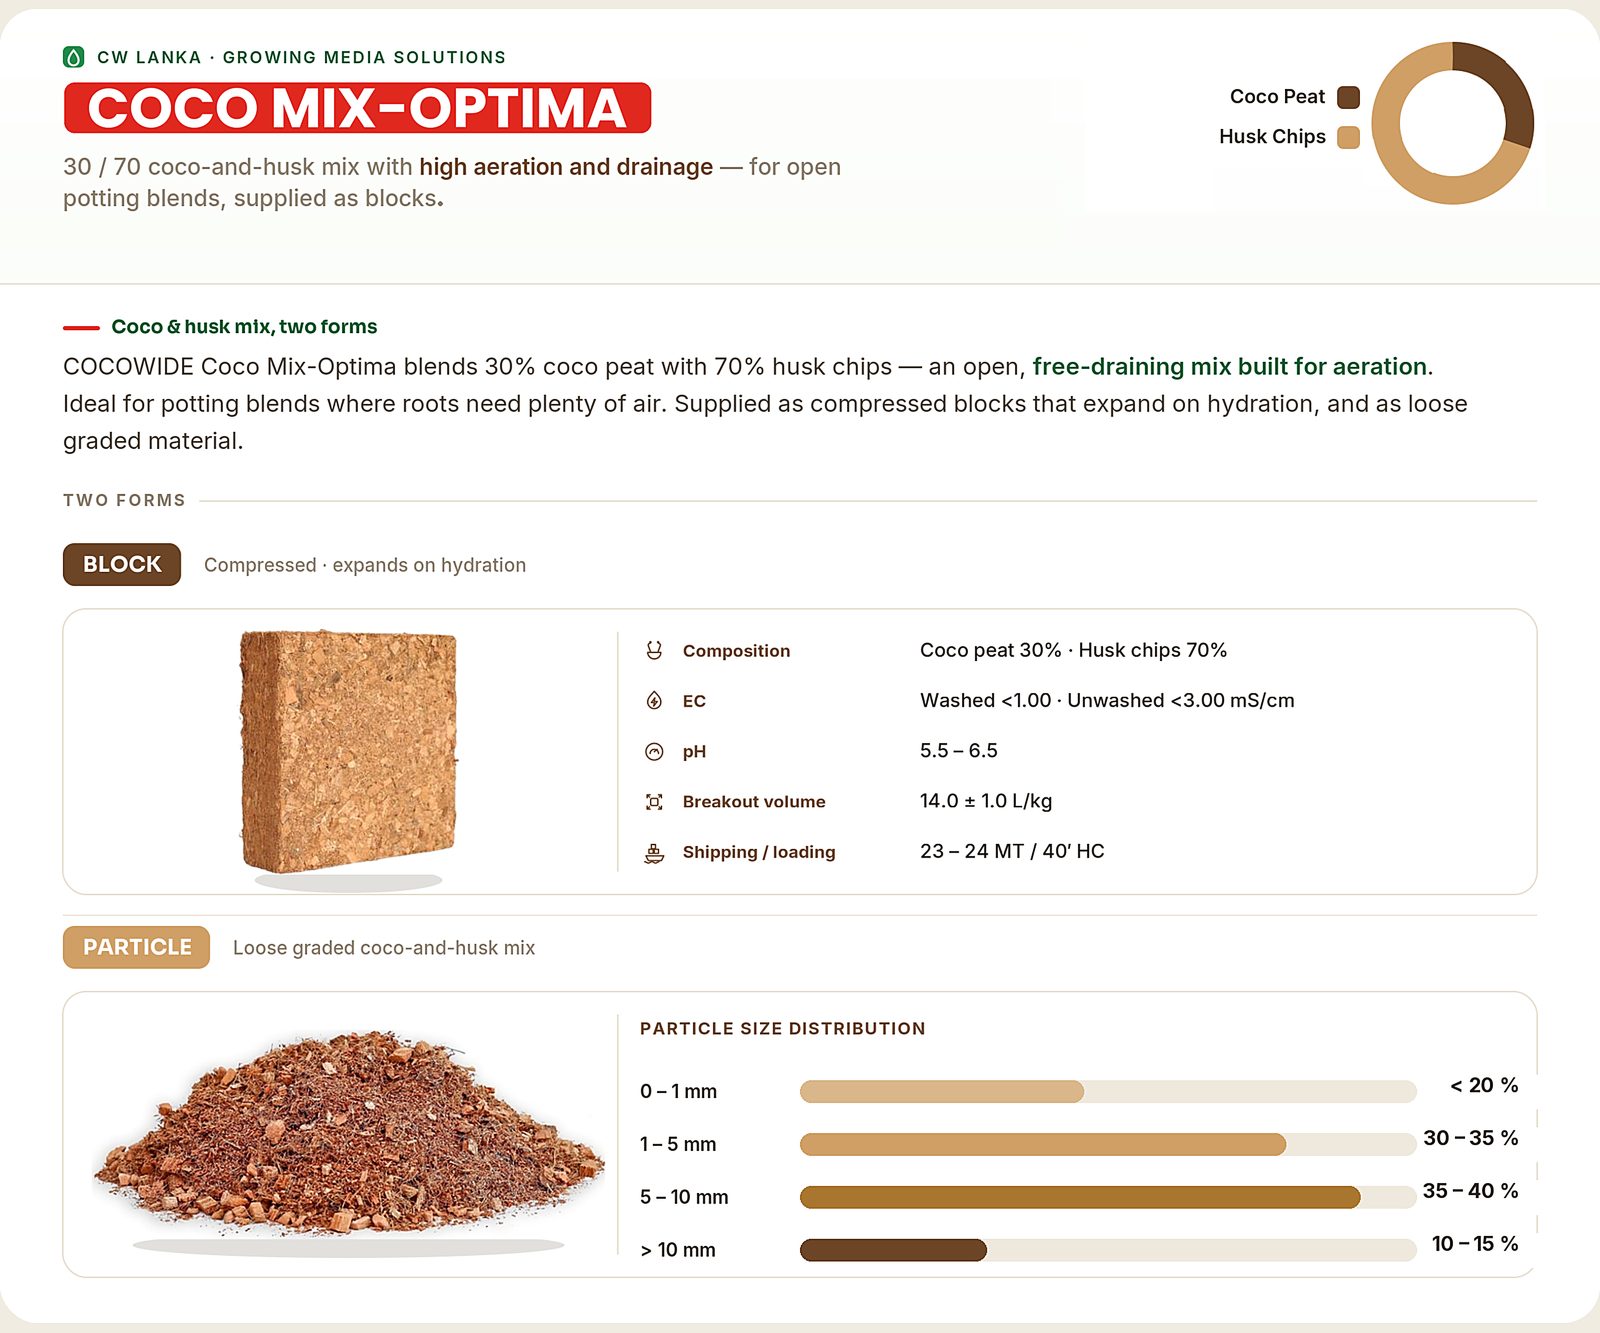 CW LANKA · GROWING MEDIA SOLUTIONS
COCO MIX-OPTIMA
30 / 70 coco-and-husk mix with high aeration and drainage — for open
potting blends, supplied as blocks.
Coco Peat
Husk Chips
Coco & husk mix, two forms
COCOWIDE Coco Mix-Optima blends 30% coco peat with 70% husk chips — an open, free-draining mix built for aeration.
Ideal for potting blends where roots need plenty of air. Supplied as compressed blocks that expand on hydration, and as loose
graded material.
TWO FORMS
BLOCK Compressed · expands on hydration
Composition Coco peat 30% · Husk chips 70%
EC Washed <1.00 · Unwashed <3.00 mS/cm
pH 5.5 – 6.5
Breakout volume 14.0 ± 1.0 L/kg
Shipping / loading 23 – 24 MT / 40′ HC
PARTICLE Loose graded coco-and-husk mix
PARTICLE SIZE DISTRIBUTION
0 – 1 mm < 20 %
1 – 5 mm 30 – 35 %
5 – 10 mm 35 – 40 %
> 10 mm 10 – 15 %